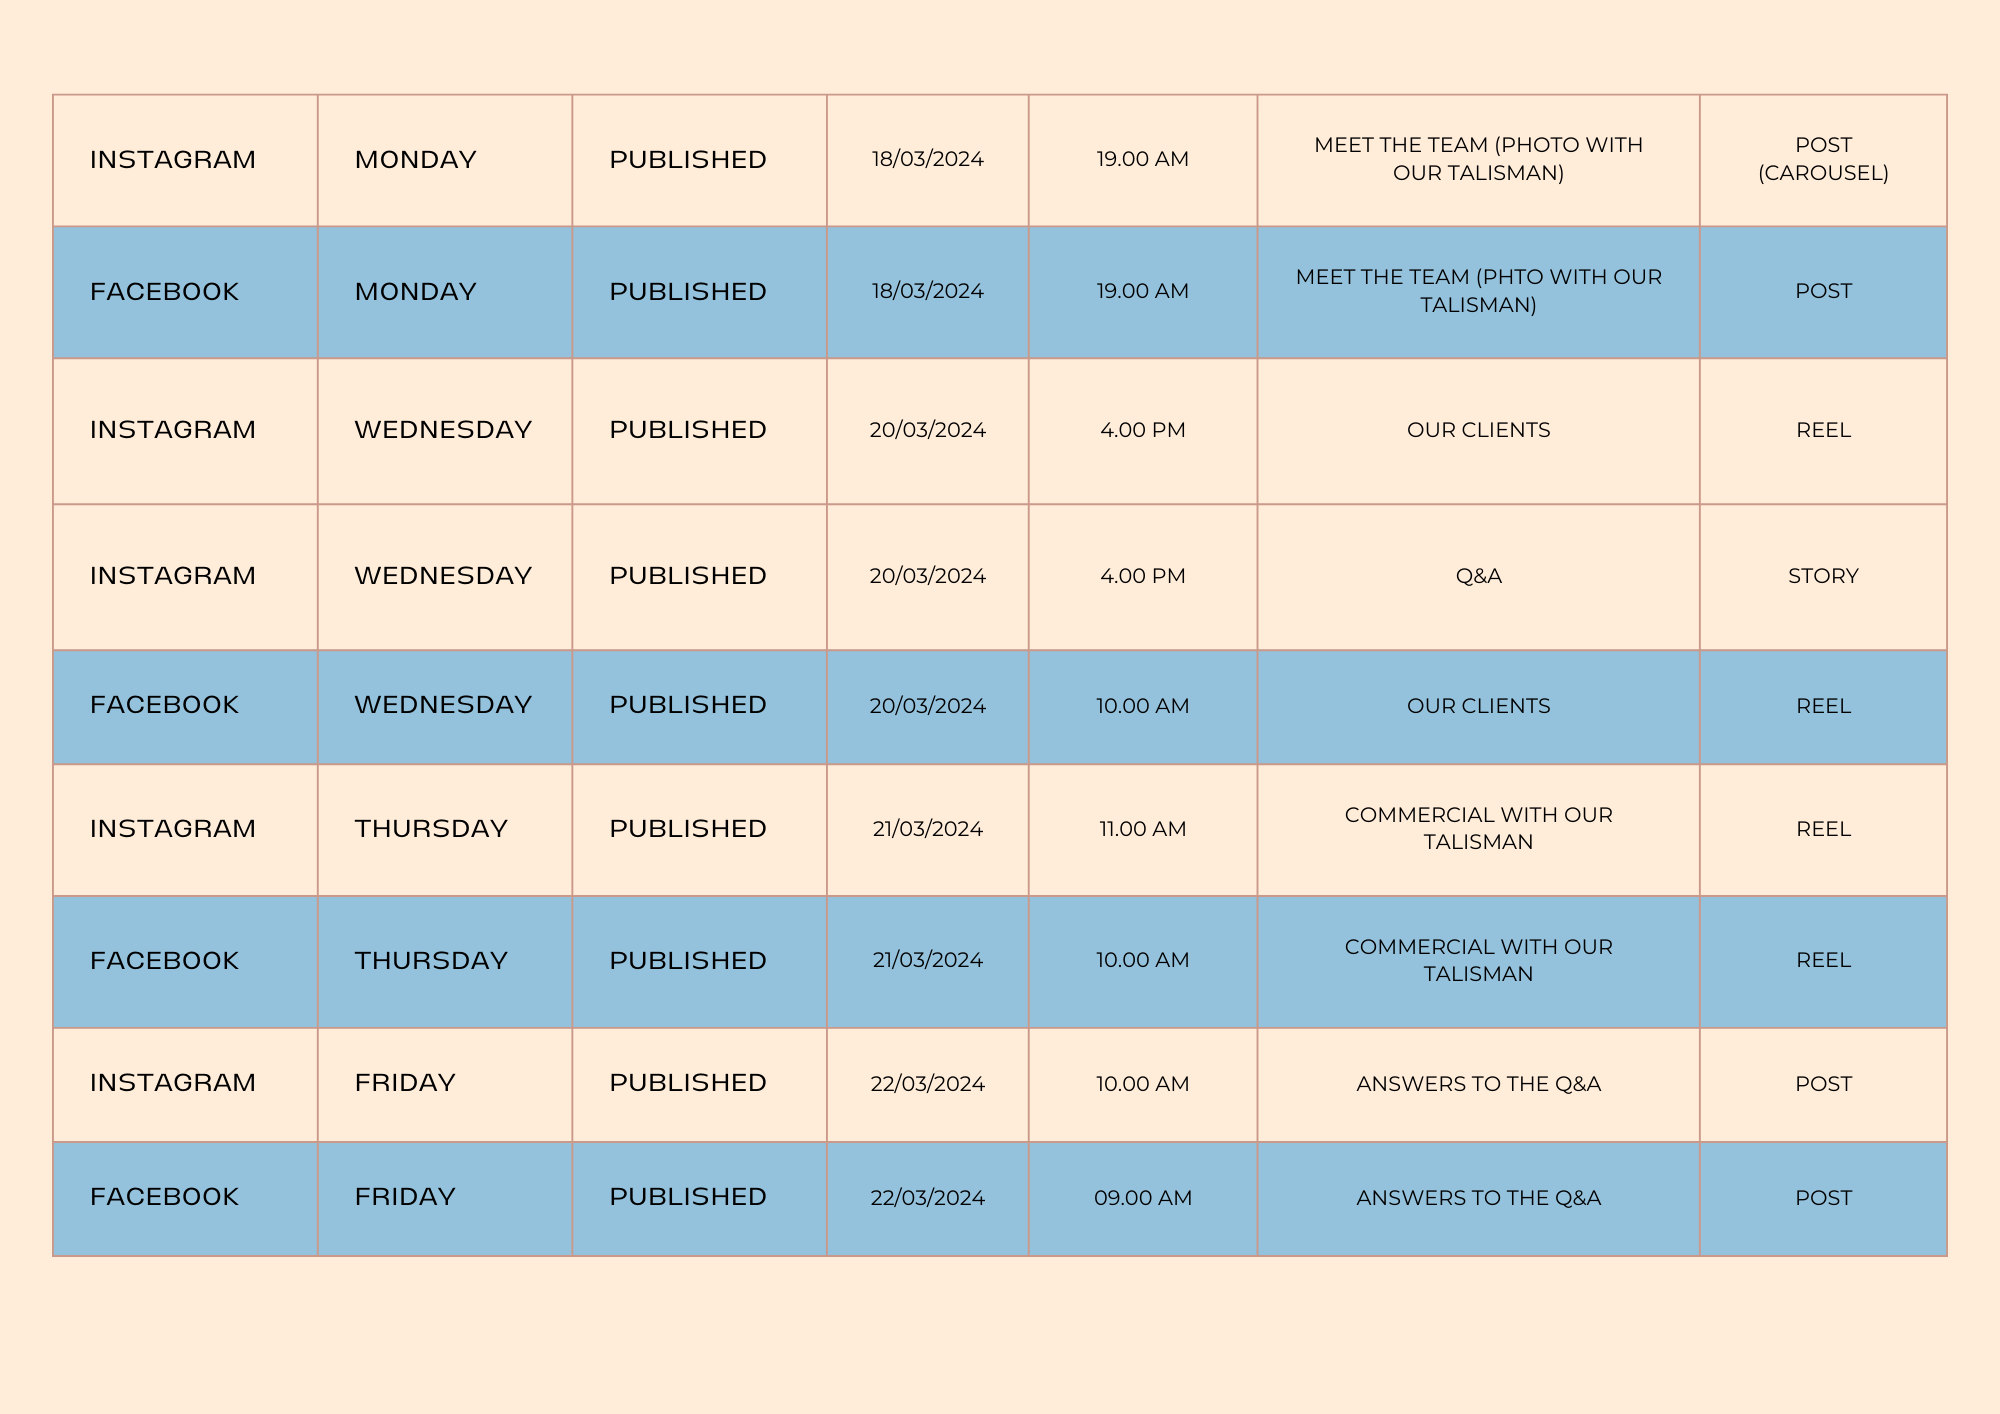 INSTAGRAM MONDAY PUBLISHED 18/03/2024 19.00 AM MEET THE TEAM (PHOTO WITH OUR TALISMAN) POST (CAROUSEL)
FACEBOOK MONDAY PUBLISHED 18/03/2024 19.00 AM MEET THE TEAM (PHTO WITH OUR TALISMAN) POST
INSTAGRAM WEDNESDAY PUBLISHED 20/03/2024 4.00 PM OUR CLIENTS REEL
INSTAGRAM WEDNESDAY PUBLISHED 20/03/2024 4.00 PM Q&A STORY
FACEBOOK WEDNESDAY PUBLISHED 20/03/2024 10.00 AM OUR CLIENTS REEL
INSTAGRAM THURSDAY PUBLISHED 21/03/2024 11.00 AM COMMERCIAL WITH OUR TALISMAN REEL
FACEBOOK THURSDAY PUBLISHED 21/03/2024 10.00 AM COMMERCIAL WITH OUR TALISMAN REEL
INSTAGRAM FRIDAY PUBLISHED 22/03/2024 10.00 AM ANSWERS TO THE Q&A POST
FACEBOOK FRIDAY PUBLISHED 22/03/2024 09.00 AM ANSWERS TO THE Q&A POST